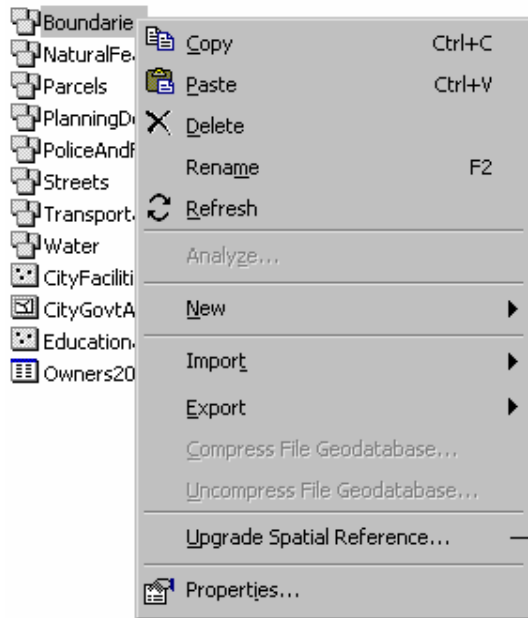 Boundarie
NaturalFe
Parcels
PlanningD
PoliceAndF
Streets
Transport
Water
CityFaciliti
CityGovtA
Education
Owners20
Copy Ctrl+C
Paste Ctrl+V
Delete
Rename F2
Refresh
Analyze...
New
Import
Export
Compress File Geodatabase...
Uncompress File Geodatabase...
Upgrade Spatial Reference...
Properties...